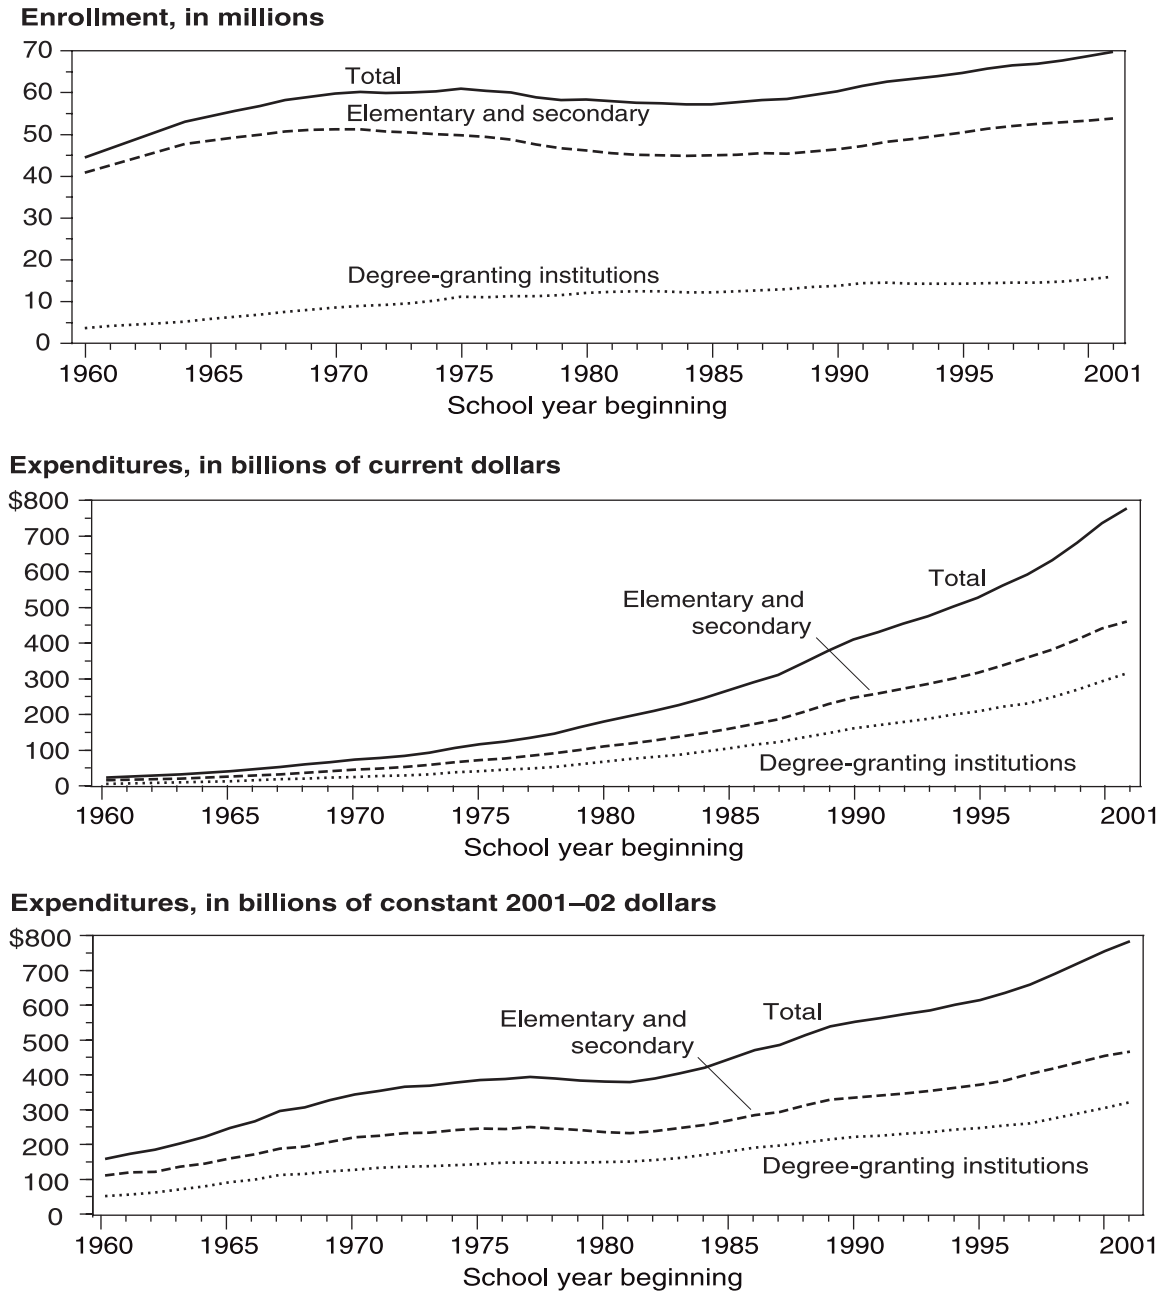 Enrollment, in millions
70
60
50
40
30
20
10
0
Total
Elementary and secondary
Degree-granting institutions
1960 1965 1970 1975 1980 1985 1990 1995 2001
School year beginning
Expenditures, in billions of current dollars
$800
700
600
500
400
300
200
100
0
Total
Elementary and
secondary
Degree-granting institutions
1960 1965 1970 1975 1980 1985 1990 1995 2001
School year beginning
Expenditures, in billions of constant 2001–02 dollars
$800
700
600
500
400
300
200
100
0
Total
Elementary and
secondary
Degree-granting institutions
1960 1965 1970 1975 1980 1985 1990 1995 2001
School year beginning